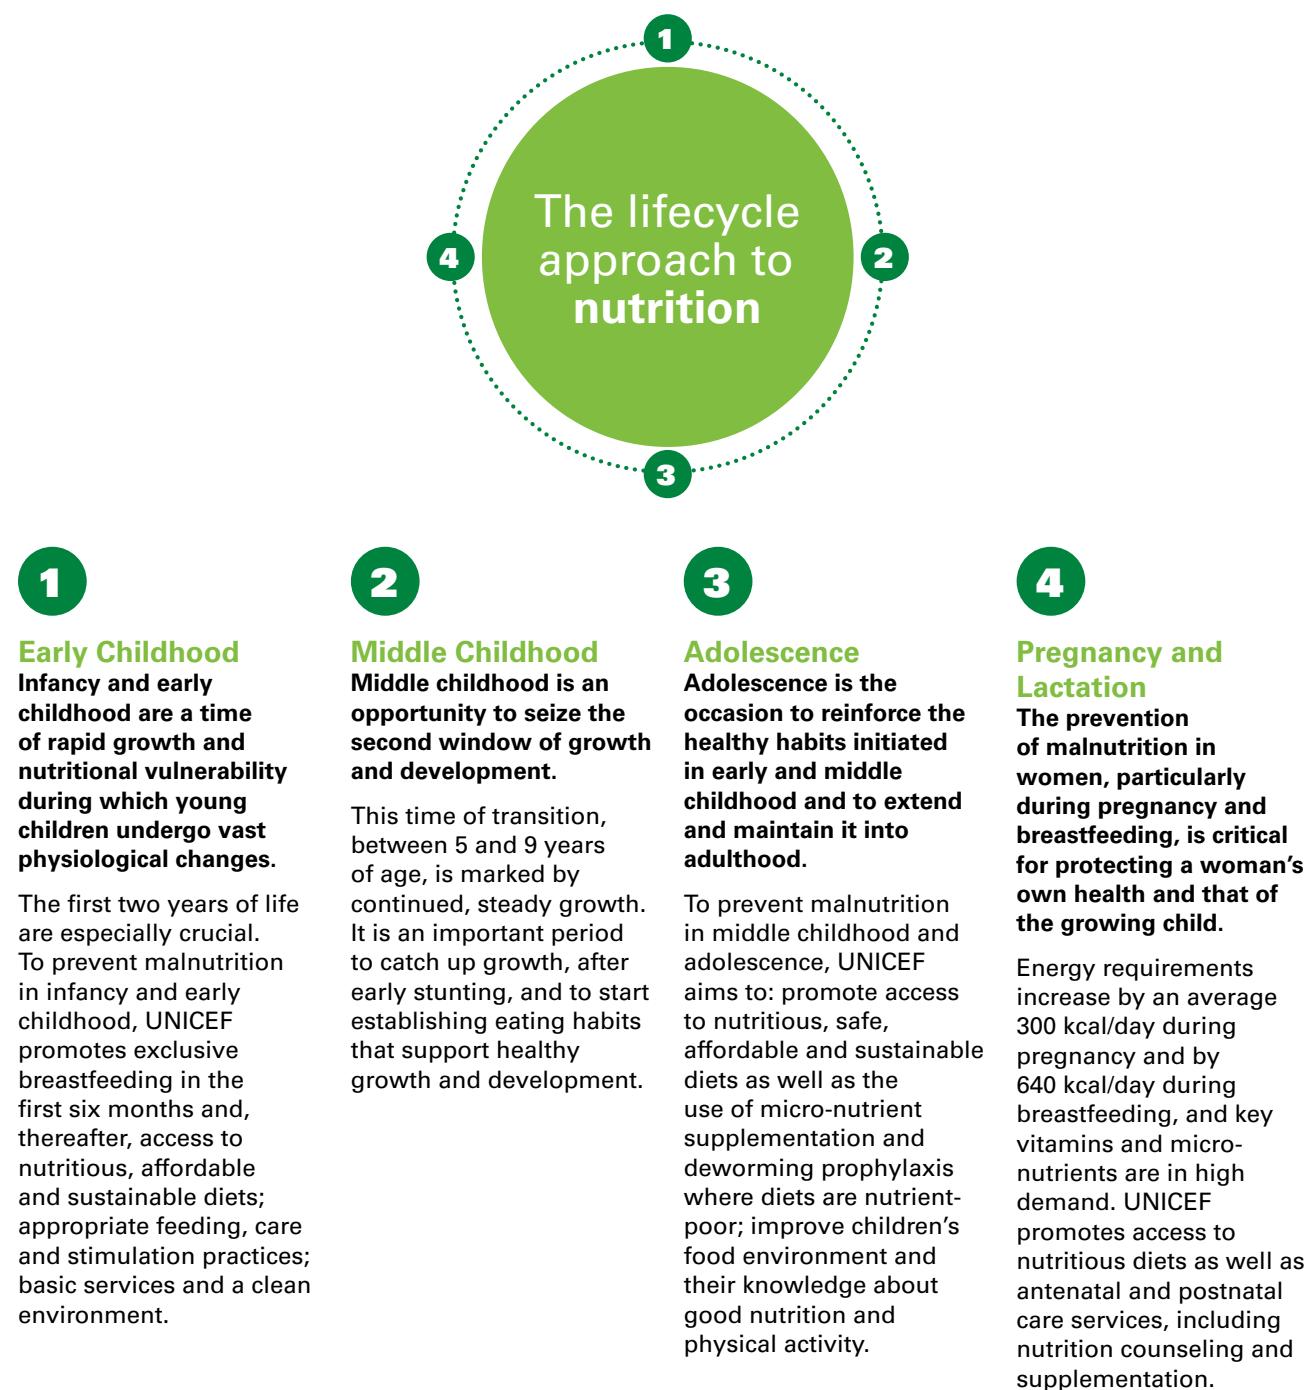 1
The lifecycle
approach to
nutrition
4
2
3
1
Early Childhood
Infancy and early
childhood are a time
of rapid growth and
nutritional vulnerability
during which young
children undergo vast
physiological changes.
The first two years of life
are especially crucial.
To prevent malnutrition
in infancy and early
childhood, UNICEF
promotes exclusive
breastfeeding in the
first six months and,
thereafter, access to
nutritious, affordable
and sustainable diets;
appropriate feeding, care
and stimulation practices;
basic services and a clean
environment.
2
Middle Childhood
Middle childhood is an
opportunity to seize the
second window of growth
and development.
This time of transition,
between 5 and 9 years
of age, is marked by
continued, steady growth.
It is an important period
to catch up growth, after
early stunting, and to start
establishing eating habits
that support healthy
growth and development.
3
Adolescence
Adolescence is the
occasion to reinforce the
healthy habits initiated
in early and middle
childhood and to extend
and maintain it into
adulthood.
To prevent malnutrition
in middle childhood and
adolescence, UNICEF
aims to: promote access
to nutritious, safe,
affordable and sustainable
diets as well as the
use of micro-nutrient
supplementation and
deworming prophylaxis
where diets are nutrient-
poor; improve children’s
food environment and
their knowledge about
good nutrition and
physical activity.
4
Pregnancy and
Lactation
The prevention
of malnutrition in
women, particularly
during pregnancy and
breastfeeding, is critical
for protecting a woman’s
own health and that of
the growing child.
Energy requirements
increase by an average
300 kcal/day during
pregnancy and by
640 kcal/day during
breastfeeding, and key
vitamins and micro-
nutrients are in high
demand. UNICEF
promotes access to
nutritious diets as well as
antenatal and postnatal
care services, including
nutrition counseling and
supplementation.